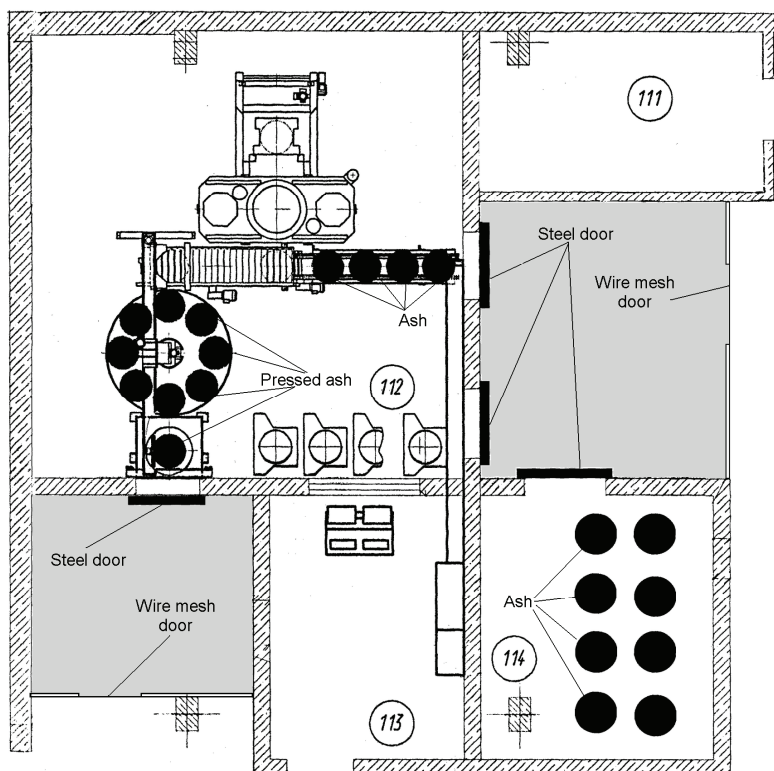 111
Steel door
Wire mesh
door
Ash
Pressed ash
112
Steel door
Wire mesh
door
Ash
114
113